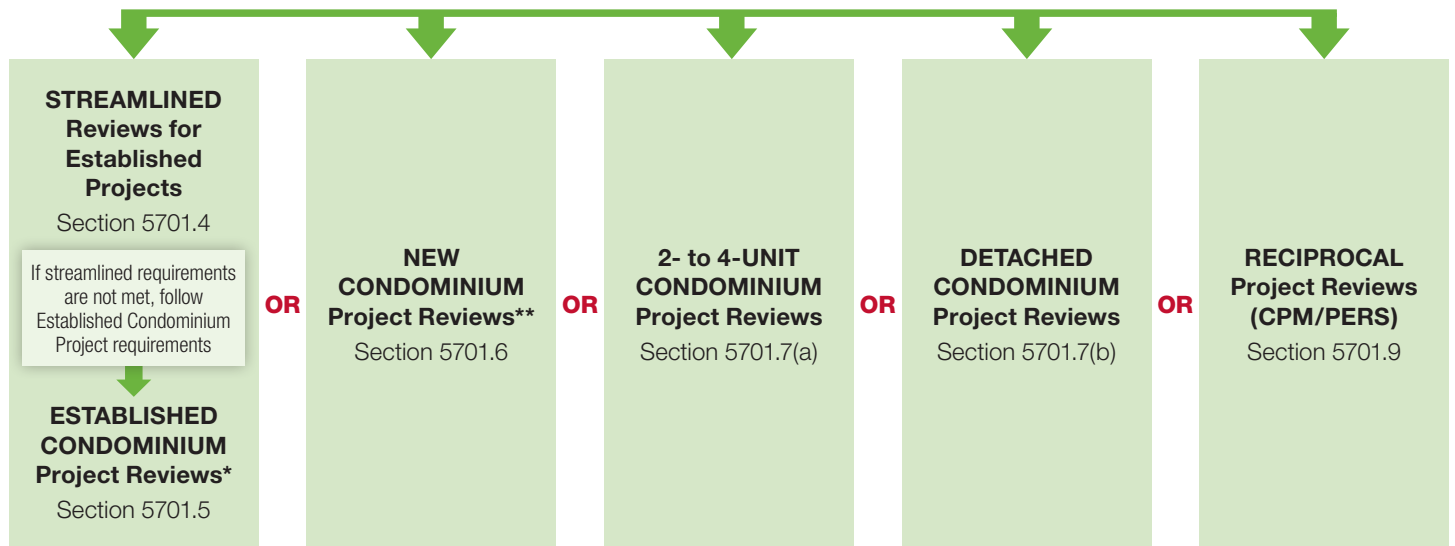 STREAMLINED
Reviews for
Established
Projects
Section 5701.4
If streamlined requirements
are not met, follow
Established Condominium
Project requirements
ESTABLISHED
CONDOMINIUM
Project Reviews*
Section 5701.5
OR
NEW
CONDOMINIUM
Project Reviews**
Section 5701.6
OR
2- to 4-UNIT
CONDOMINIUM
Project Reviews
Section 5701.7(a)
OR
DETACHED
CONDOMINIUM
Project Reviews
Section 5701.7(b)
OR
RECIPROCAL
Project Reviews
(CPM/PERS)
Section 5701.9